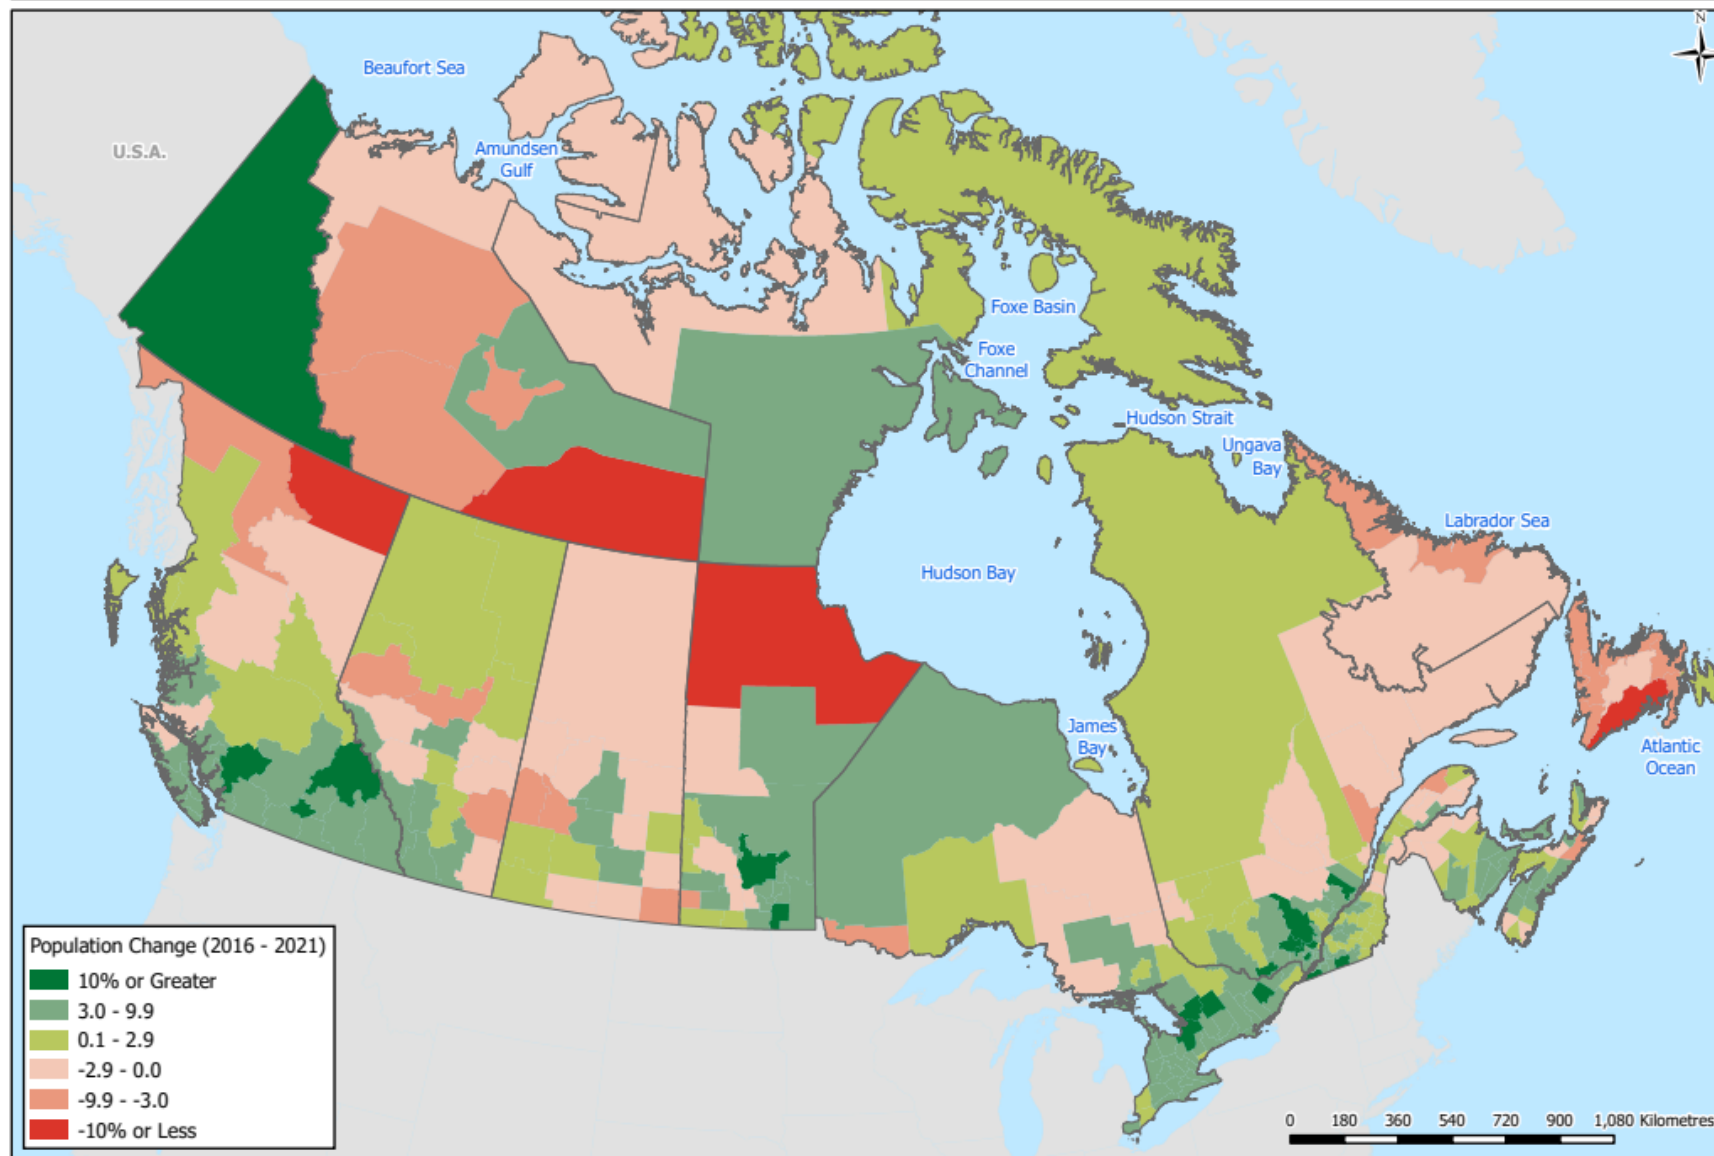 N
Beaufort Sea
U.S.A.
Amundsen
Gulf
Foxe Basin
Foxe
Channel
Hudson Strait
Ungava
Bay
Labrador Sea
Hudson Bay
James
Bay
Atlantic
Ocean
Population Change (2016 - 2021)
10% or Greater
3.0 - 9.9
0.1 - 2.9
-2.9 - 0.0
-9.9 - -3.0
-10% or Less
0 180 360 540 720 900 1,080 Kilometres